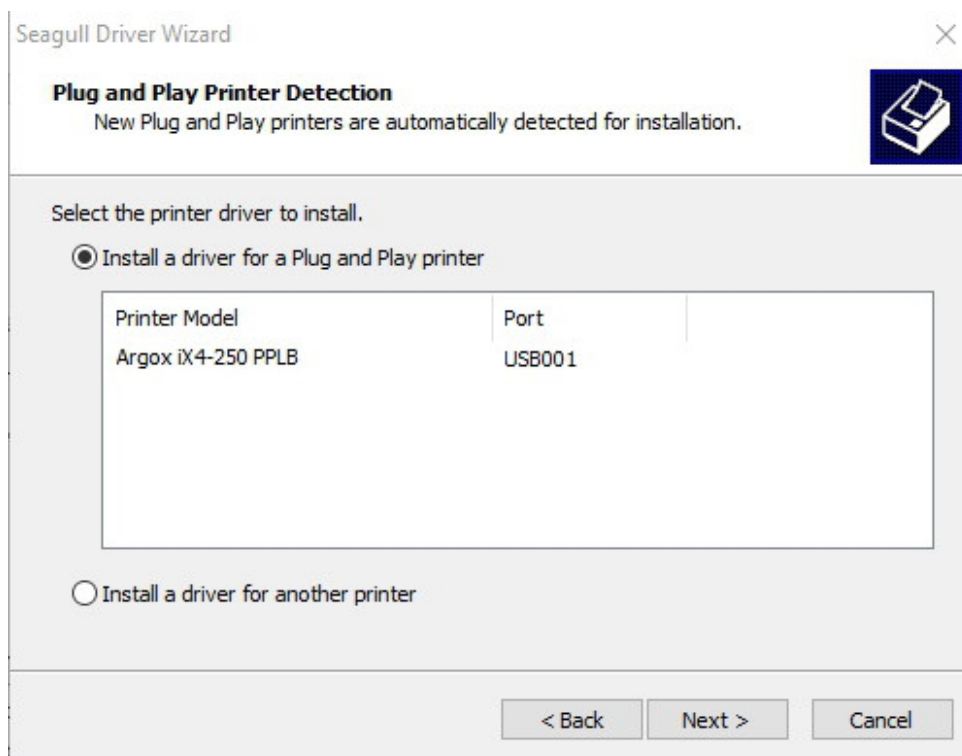 Seagull Driver Wizard
Plug and Play Printer Detection
New Plug and Play printers are automatically detected for installation.
Select the printer driver to install.
Install a driver for a Plug and Play printer
Printer Model Port
Argox iX4-250 PPLB USB001
Install a driver for another printer
< Back Next > Cancel